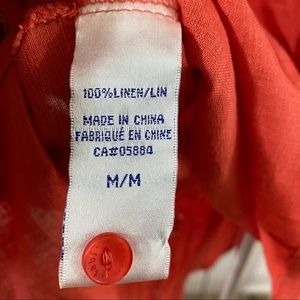 100%LINEN/LIN
MADE IN CHINA
FABRIQUÉ EN CHINE
CA#05884
M/M